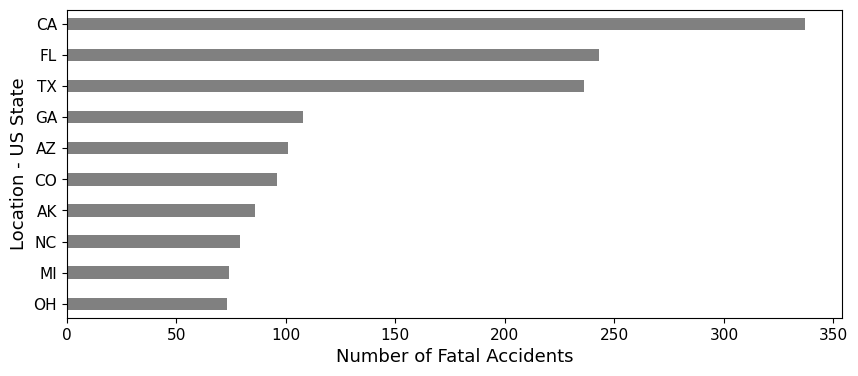 CA
FL
TX
GA
AZ
CO
AK
NC
MI
OH
Location - US State
0 50 100 150 200 250 300 350
Number of Fatal Accidents